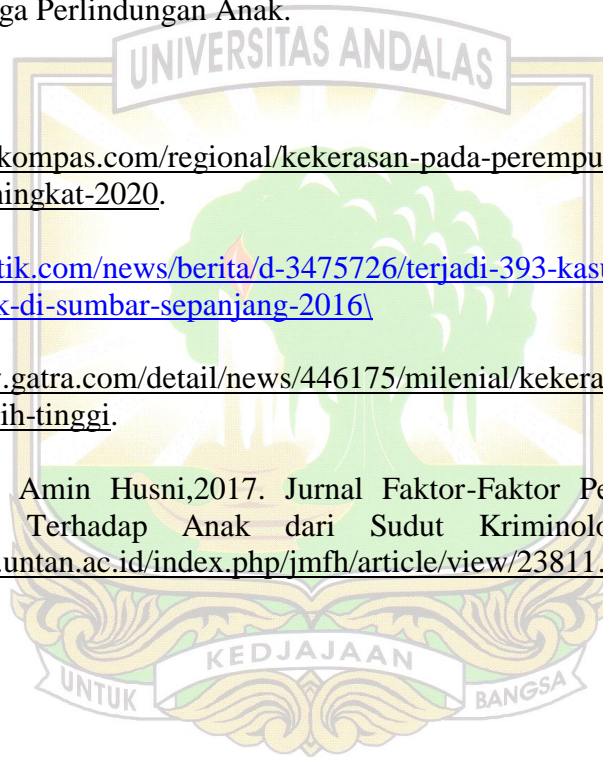 ga Perlindungan Anak.
UNIVERSITAS ANDALAS
kompas.com/regional/kekerasan-pada-perempu
ningkat-2020.
tik.com/news/berita/d-3475726/terjadi-393-kasu
k-di-sumbar-sepanjang-2016\
.gatra.com/detail/news/446175/milenial/kekera
ih-tinggi.
Amin Husni,2017. Jurnal Faktor-Faktor Pe
Terhadap Anak dari Sudut Kriminolo
.untan.ac.id/index.php/jmfh/article/view/23811.
KEDJAJAAN
UNTUK BANGSA